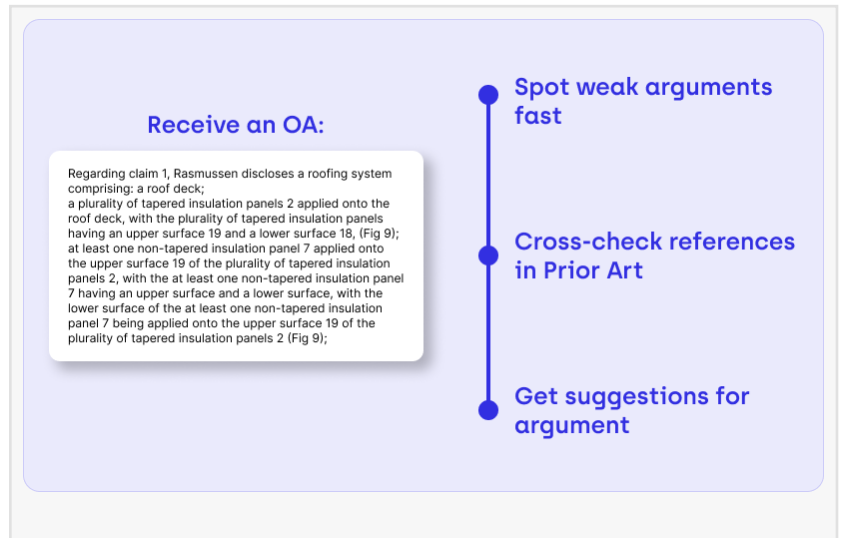 Receive an OA:
Regarding claim 1, Rasmussen discloses a roofing system
comprising: a roof deck;
a plurality of tapered insulation panels 2 applied onto the
roof deck, with the plurality of tapered insulation panels
having an upper surface 19 and a lower surface 18, (Fig 9);
at least one non-tapered insulation panel 7 applied onto
the upper surface 19 of the plurality of tapered insulation
panels 2, with the at least one non-tapered insulation panel
7 having an upper surface and a lower surface, with the
lower surface of the at least one non-tapered insulation
panel 7 being applied onto the upper surface 19 of the
plurality of tapered insulation panels 2 (Fig 9);
Spot weak arguments
fast
Cross-check references
in Prior Art
Get suggestions for
argument